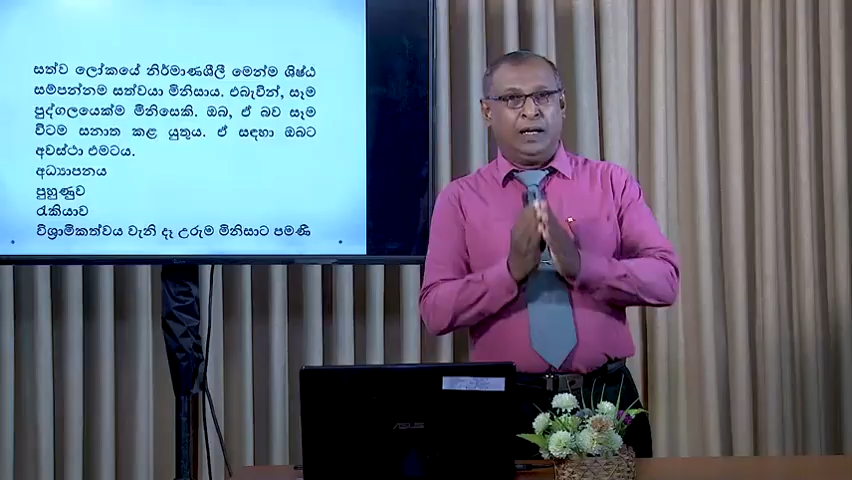 සත්ව ලෝකයේ නිර්මාණශීලී මෙන්ම ශිෂ්ඨ
සම්පන්නම සත්වයා මිනිසාය. එබැවින්, සෑම
පුද්ගලයෙක්ම මිනිසෙකි. ඔබ, ඒ බව සෑම
විටම සනාත කළ යුතුය. ඒ සඳහා ඔබට
අවස්ථා එමටය.
අධ්‍යාපනය
පුහුණුව
රැකියාව
විශ්‍රාමිකත්වය වැනි දෑ උරුම මිනිසාට පමණී
ASUS